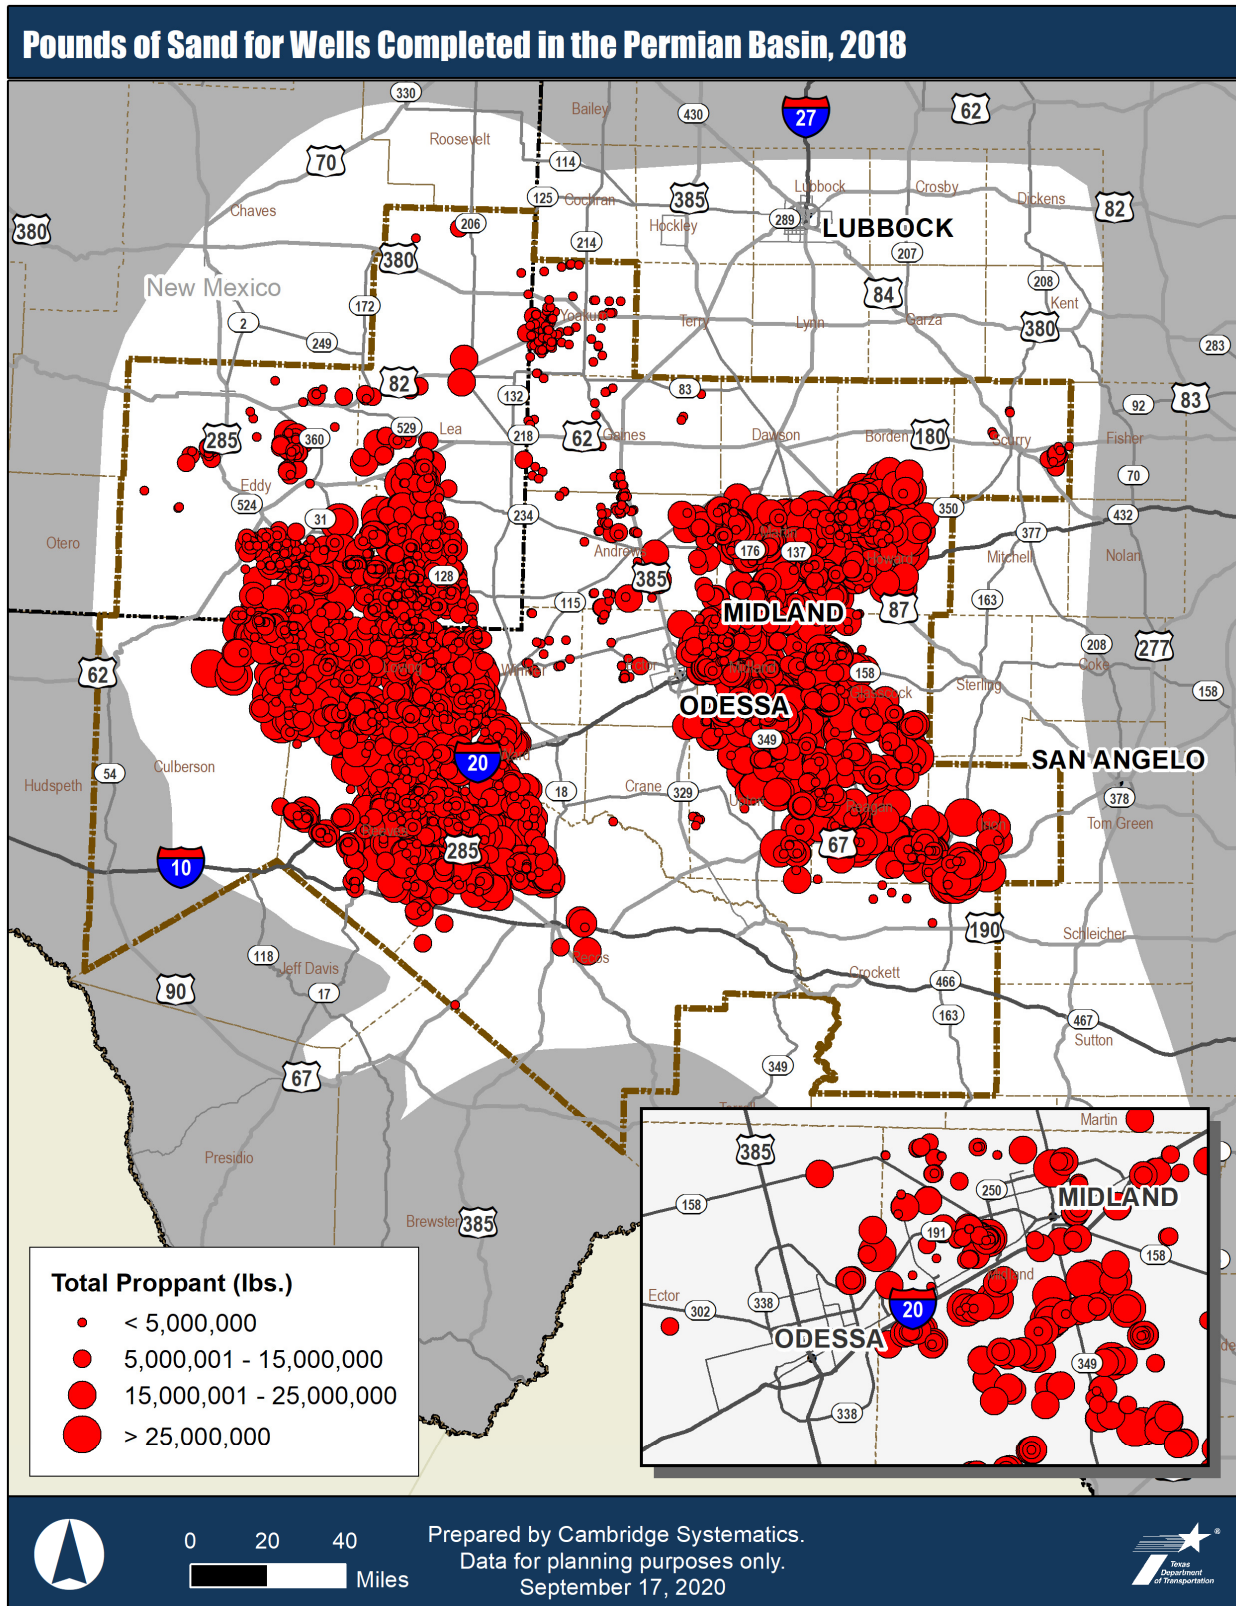 Pounds of Sand for Wells Completed in the Permian Basin, 2018
330
Bailey
430
27
62
Roosevelt
70
114
Lubbock
Crosby
Dickens
125
Cochran
385
82
Chaves
206
Hockley
289
LUBBOCK
380
214
207
380
New Mexico
172
84
208
Kent
2
Yoakum
Terry
Lynn
Garza
380
249
283
82
132
83
92
83
285
360
529
Lea
218
62
Gaines
Dawson
Borden
180
Scurry
Fisher
70
Eddy
524
31
234
350
432
Otero
Andrews
Martin
176
137
Howard
377
Mitchell
Nolan
128
385
115
MIDLAND
87
163
208
277
62
Loving
Winkler
Ector
Midland
158
Coke
158
Glasscock
Sterling
ODESSA
349
20
Ward
SAN ANGELO
54
Culberson
Hudspeth
18
Crane
329
Upton
Reagan
378
Tom Green
Reeves
285
67
Irion
10
190
Schleicher
118
Pecos
Jeff Davis
Crockett
90
17
466
163
467
Sutton
67
349
Terrell
Presidio
Brewster
385
Martin
385
158
250
MIDLAND
191
158
Midland
Ector
302
338
20
ODESSA
349
338
Total Proppant (lbs.)
< 5,000,000
5,000,001 - 15,000,000
15,000,001 - 25,000,000
> 25,000,000
0 20 40
Miles
Prepared by Cambridge Systematics.
Data for planning purposes only.
September 17, 2020
®
Texas
Department
of Transportation